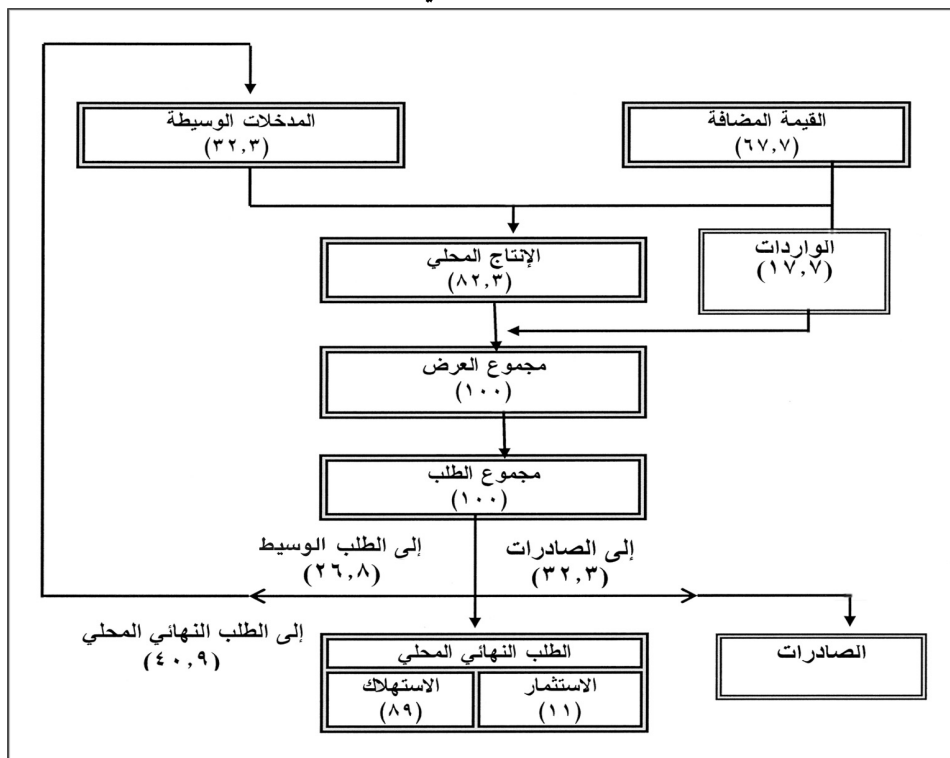 المدخلات الوسيطة
(٣٢,٣)
القيمة المضافة
(٦٧,٧)
الإنتاج المحلي
(٨٢,٣)
الواردات
(١٧,٧)
مجموع العرض
(١٠٠)
مجموع الطلب
(١٠٠)
إلى الصادرات
(٣٢,٣)
إلى الطلب الوسيط
(٢٦,٨)
إلى الطلب النهائي المحلي
(٤٠,٩)
الصادرات
الطلب النهائي المحلي
الاستثمار
(١١)
الاستهلاك
(٨٩)